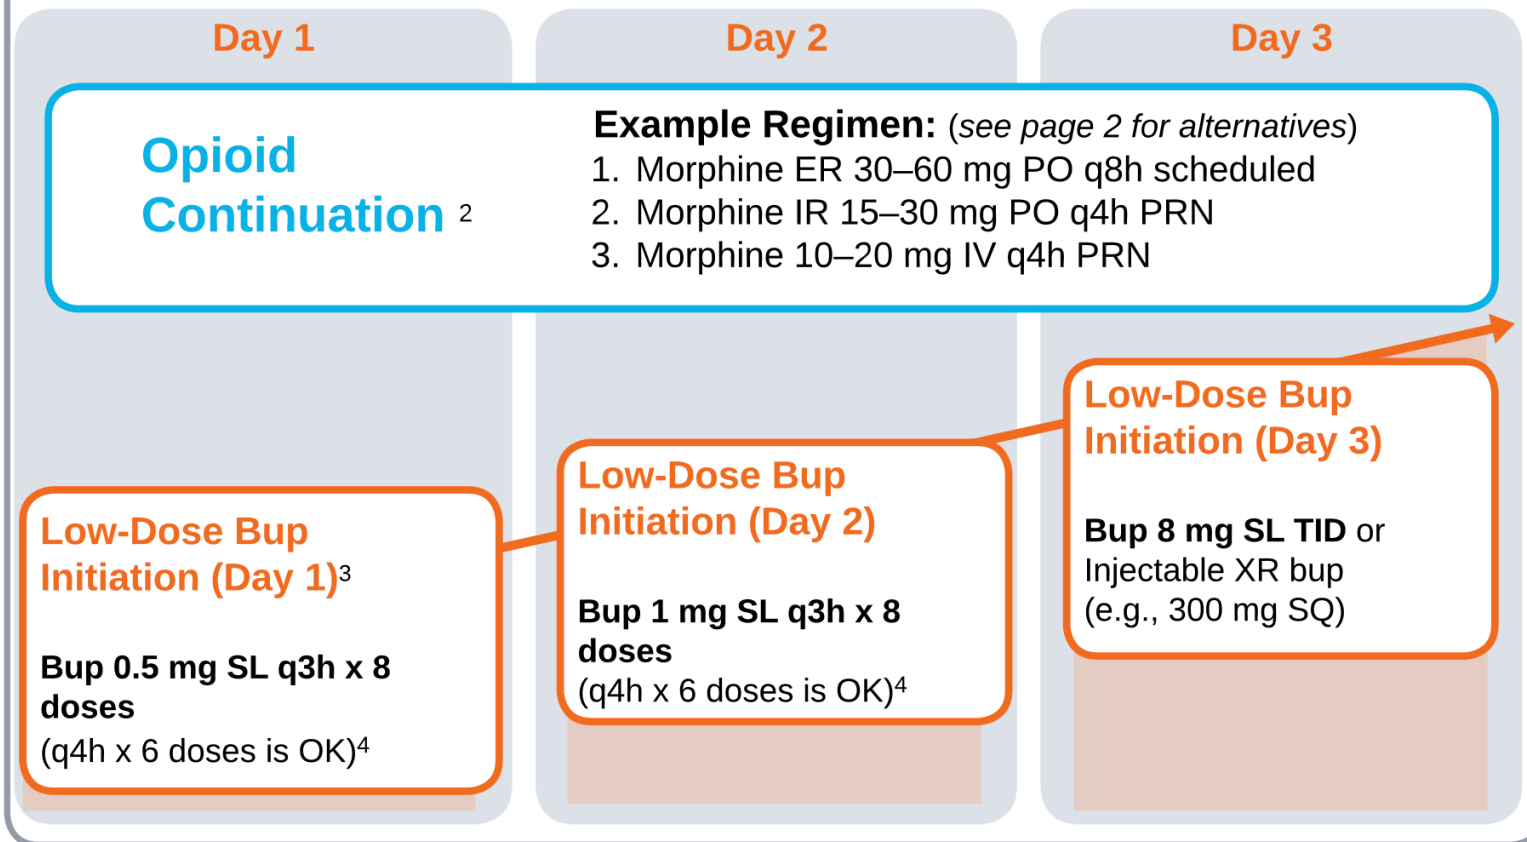 Day 1
Day 2
Day 3
Opioid
Continuation 2
Example Regimen: (see page 2 for alternatives)
1. Morphine ER 30–60 mg PO q8h scheduled
2. Morphine IR 15–30 mg PO q4h PRN
3. Morphine 10–20 mg IV q4h PRN
Low-Dose Bup
Initiation (Day 1)3
Bup 0.5 mg SL q3h x 8
doses
(q4h x 6 doses is OK)4
Low-Dose Bup
Initiation (Day 2)
Bup 1 mg SL q3h x 8
doses
(q4h x 6 doses is OK)4
Low-Dose Bup
Initiation (Day 3)
Bup 8 mg SL TID or
Injectable XR bup
(e.g., 300 mg SQ)